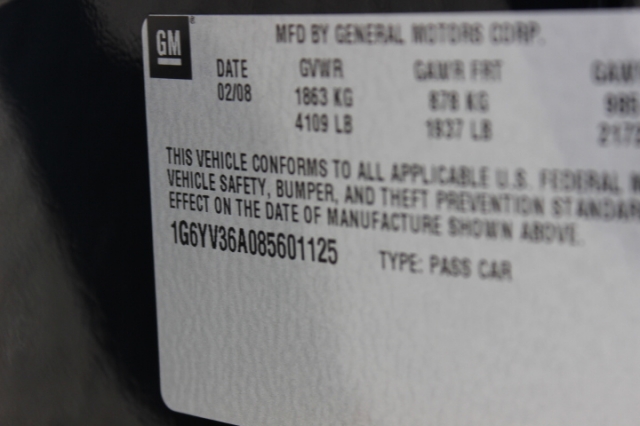 GM
MFD BY GENERAL MOTORS CORP.
DATE GVWR GAWR FRT
02/08 1863 KG 878 KG
4109 LB 1937 LB
THIS VEHICLE CONFORMS TO ALL APPLICABLE U.S. FEDERAL
VEHICLE SAFETY, BUMPER, AND THEFT PREVENTION
EFFECT ON THE DATE OF MANUFACTURE SHOWN ABOVE.
1G6YV36A085601125 TYPE: PASS CAR